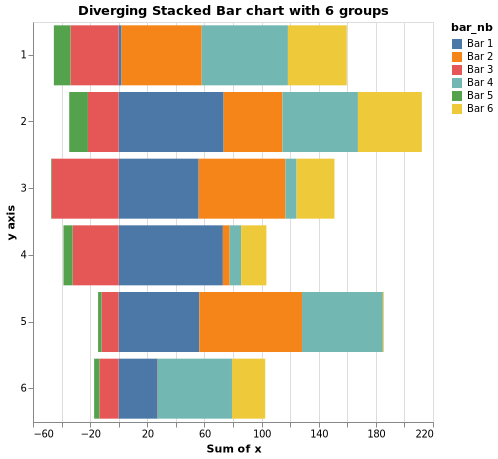 Diverging Stacked Bar chart with 6 groups
bar_nb
Bar 1
Bar 2
Bar 3
Bar 4
Bar 5
Bar 6
y axis
1
2
3
4
5
6
−60 −20 20 60 100 140 180 220
Sum of x